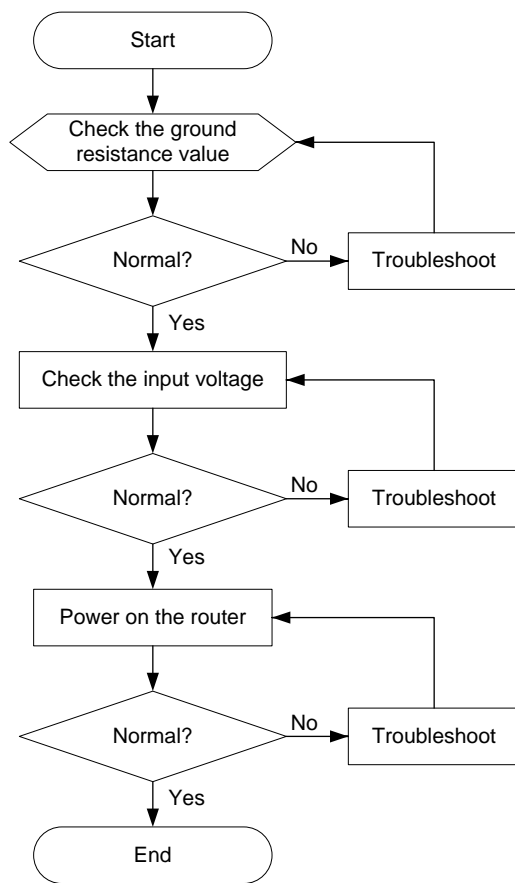 Start
Check the ground
resistance value
Normal?
No
Troubleshoot
Yes
Check the input voltage
Normal?
No
Troubleshoot
Yes
Power on the router
Normal?
No
Troubleshoot
Yes
End